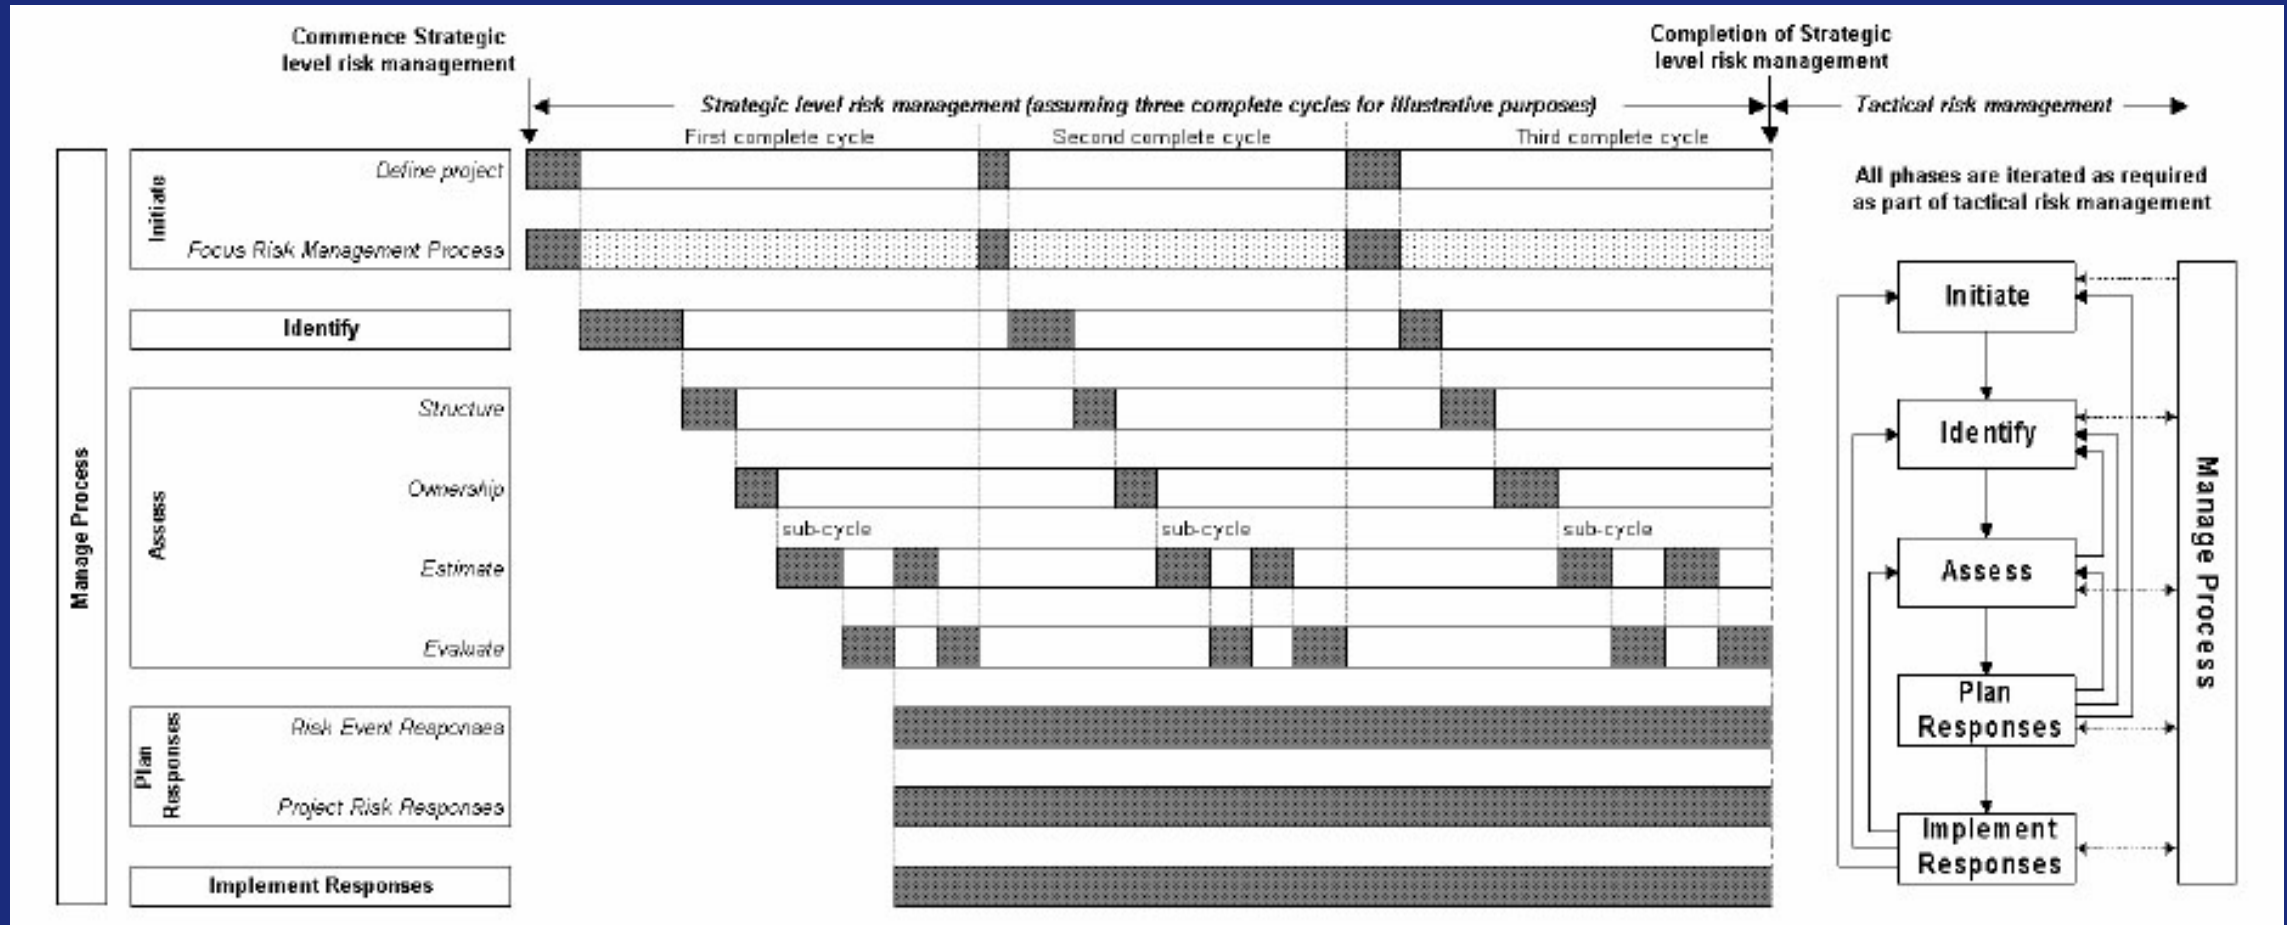 Commence Strategic
level risk management
Completion of Strategic
level risk management
Strategic level risk management (assuming three complete cycles for illustrative purposes)
Tactical risk management
First complete cycle
Second complete cycle
Third complete cycle
Manage Process
Initiate
Define project
Focus Risk Management Process
Identify
Assess
Structure
Ownership
sub-cycle
sub-cycle
sub-cycle
Estimate
Evaluate
Plan
Responses
Risk Event Responses
Project Risk Responses
Implement Responses
All phases are iterated as required
as part of tactical risk management
Initiate
Identify
Assess
Plan
Responses
Implement
Responses
Manage Process